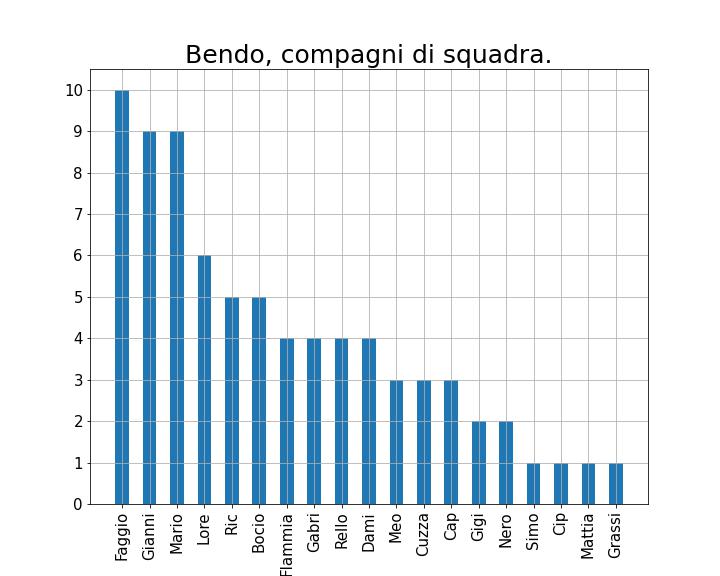 Bendo, compagni di squadra.
10
9
8
7
6
5
4
3
2
1
0
Faggio
Gianni
Mario
Lore
Ric
Bocio
Flammia
Gabri
Rello
Dami
Meo
Cuzza
Cap
Gigi
Nero
Simo
Cip
Mattia
Grassi